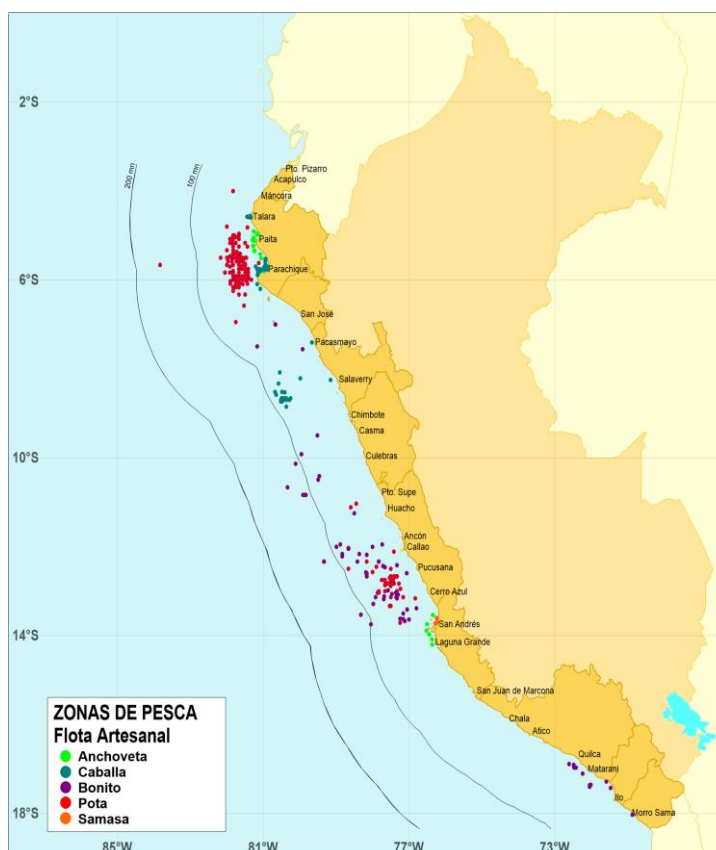 2°S
200 mn
100 mn
Pto. Pizarro
Acapulco
Máncora
Talara
Paita
Parachique
6°S
San José
Pacasmayo
Salaverry
Chimbote
Casma
10°S
Culebras
Pto. Supe
Huacho
Ancón
Callao
Pucusana
Cerro Azul
San Andrés
14°S
Laguna Grande
San Juan de Marcona
Chala
Atico
Quilca
Matarani
Ilo
Morro Sama
18°S
ZONAS DE PESCA
Flota Artesanal
Anchoveta
Caballa
Bonito
Pota
Samasa
85°W
81°W
77°W
73°W